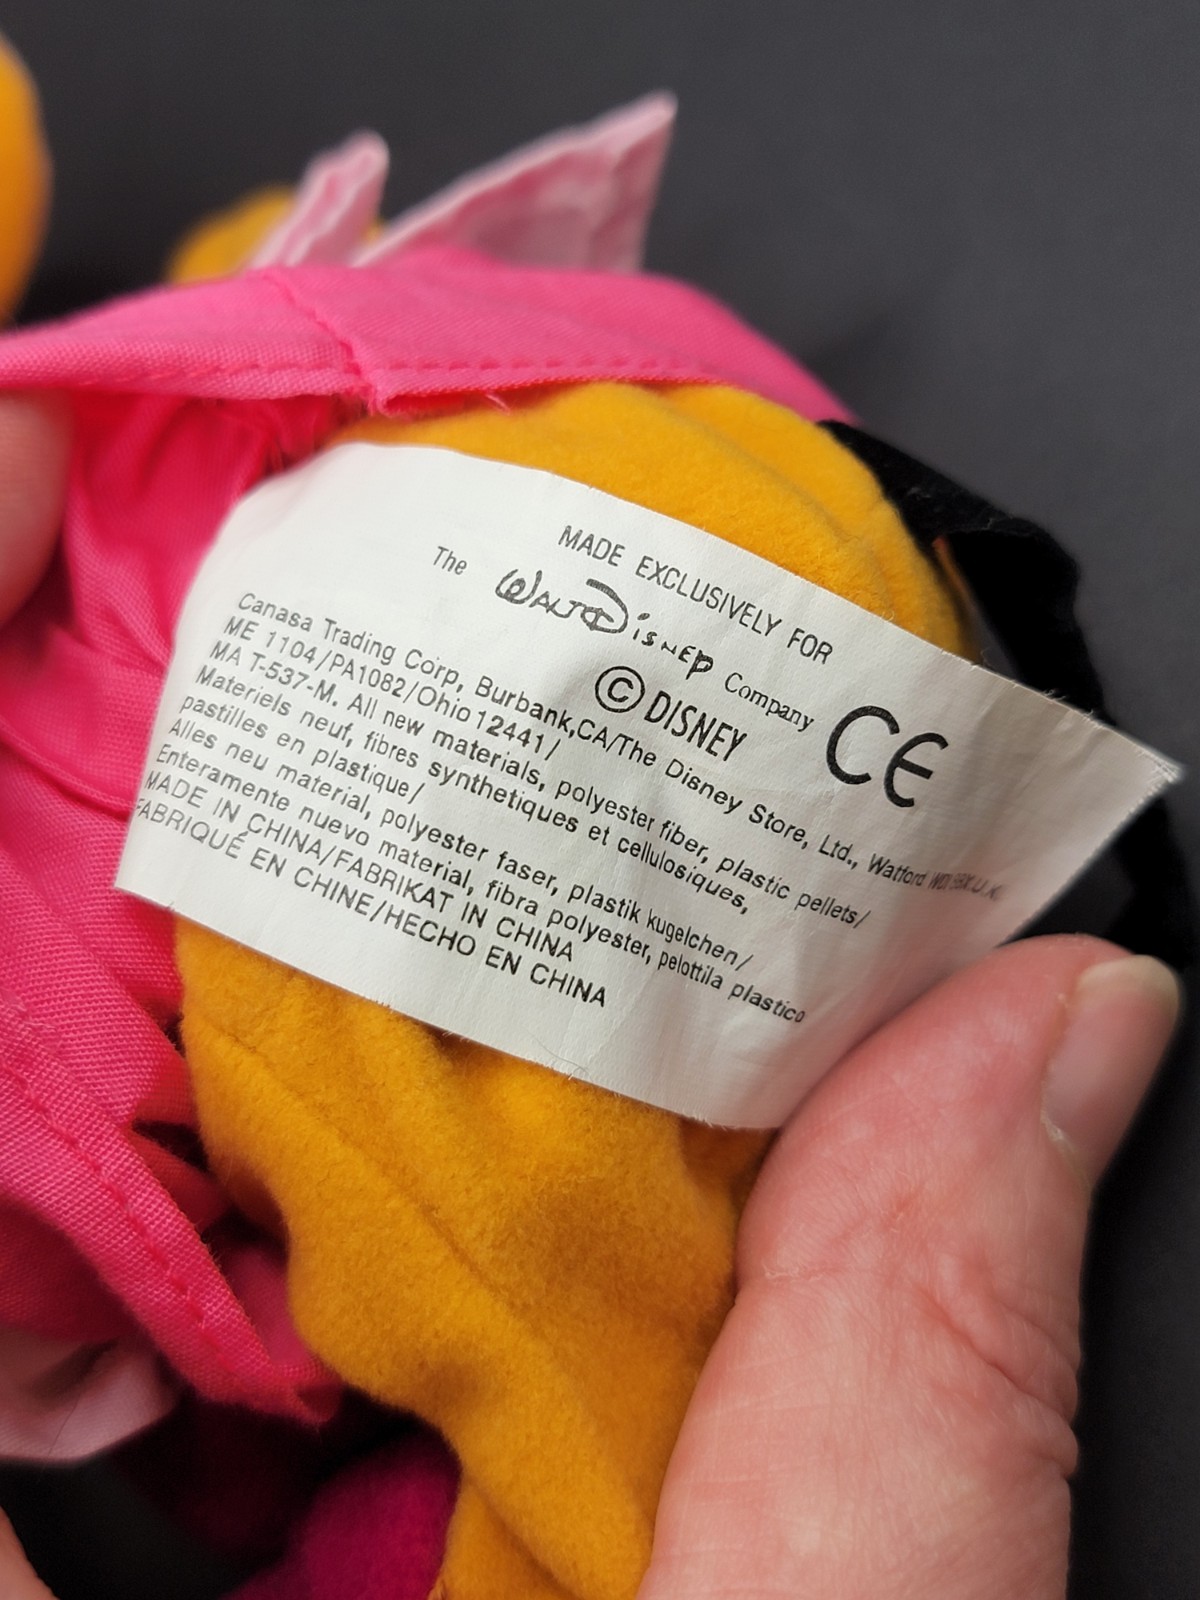 MADE EXCLUSIVELY FOR
The WALT DISNEY Company
© DISNEY CE
Canasa Trading Corp, Burbank,CA/The Disney Store, Ltd., Watford
ME 1104/PA1082/Ohio 12441/
MA T-537-M. All new materials, polyester fiber, plastic pellets/
Materiels neuf, fibres synthetiques et cellulosiques,
pastilles en plastique/
Alles neu material, polyester faser, plastik kugelchen/
Enteramente nuevo material, fibra polyester, pelottila plastico
MADE IN CHINA/FABRIKAT IN CHINA
FABRIQUÉ EN CHINE/HECHO EN CHINA